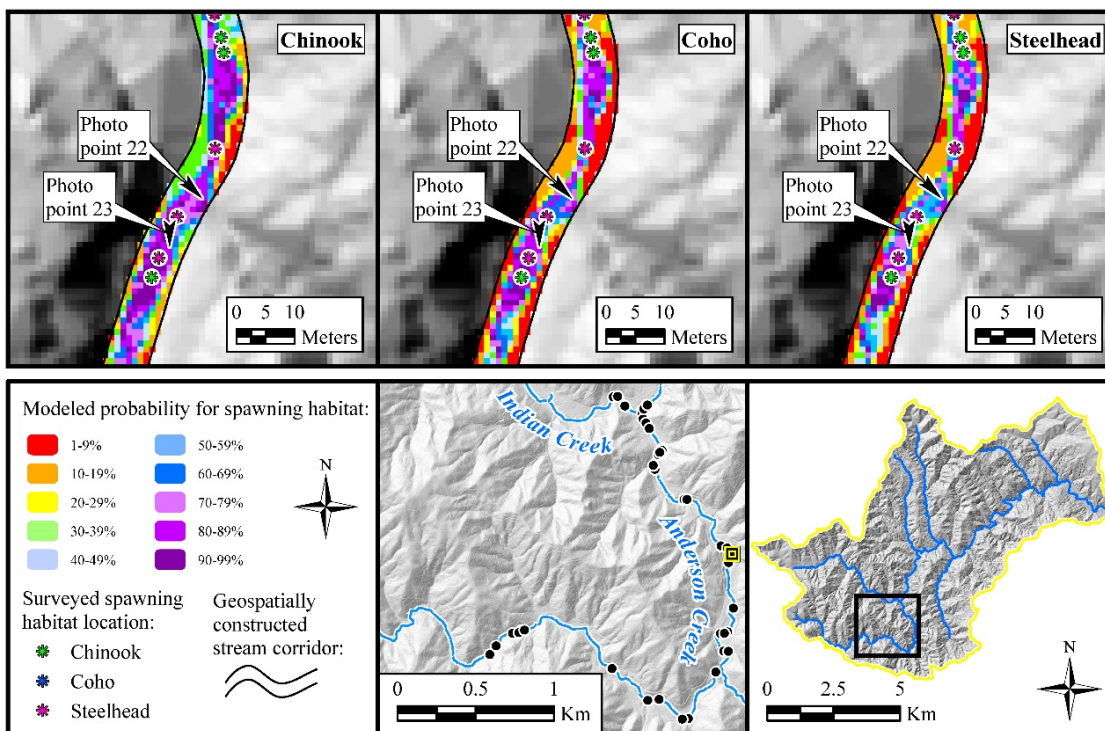 Chinook
Photo
point 22
Photo
point 23
0 5 10
Meters
Coho
Photo
point 22
Photo
point 23
0 5 10
Meters
Steelhead
Photo
point 22
Photo
point 23
0 5 10
Meters
Modeled probability for spawning habitat:
1-9%
10-19%
20-29%
30-39%
40-49%
50-59%
60-69%
70-79%
80-89%
90-99%
N
Surveyed spawning
habitat location:
Chinook
Coho
Steelhead
Geospatially
constructed
stream corridor:
Indian Creek
Anderson Creek
0 0.5 1
Km
0 2.5 5
Km
N